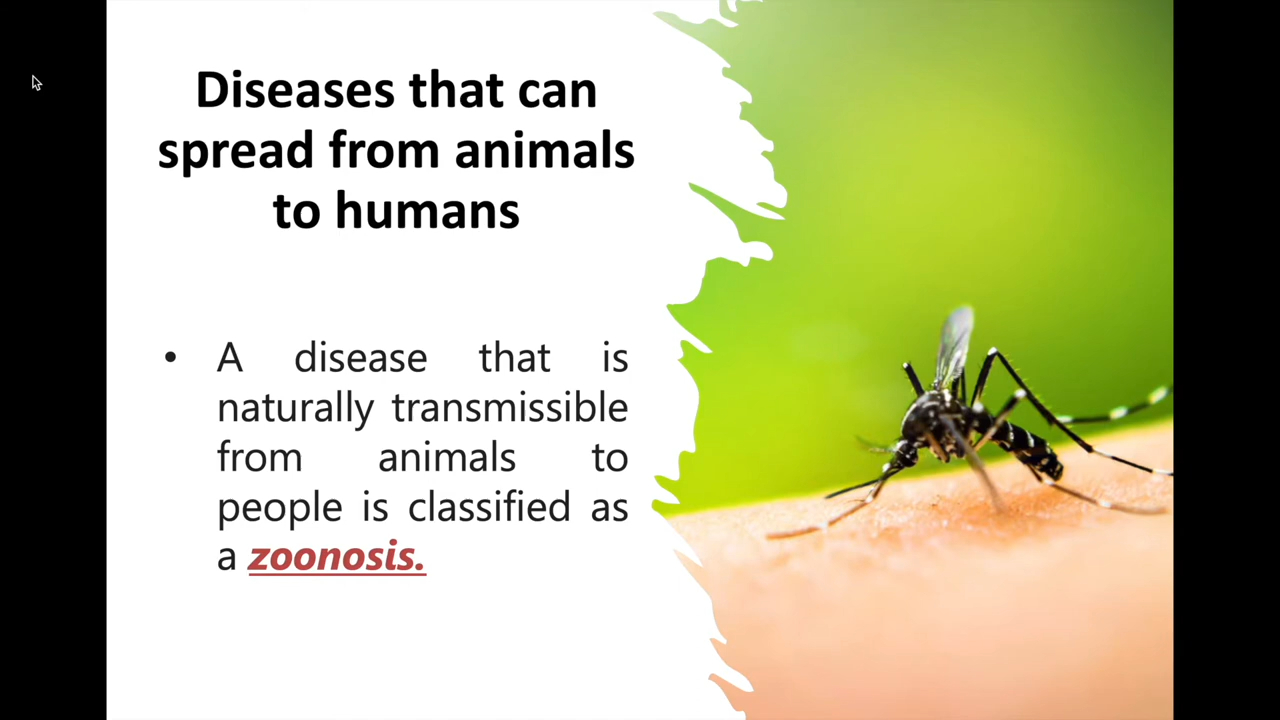 Diseases that can
spread from animals
to humans
• A disease that is
naturally transmissible
from animals to
people is classified as
a zoonosis.